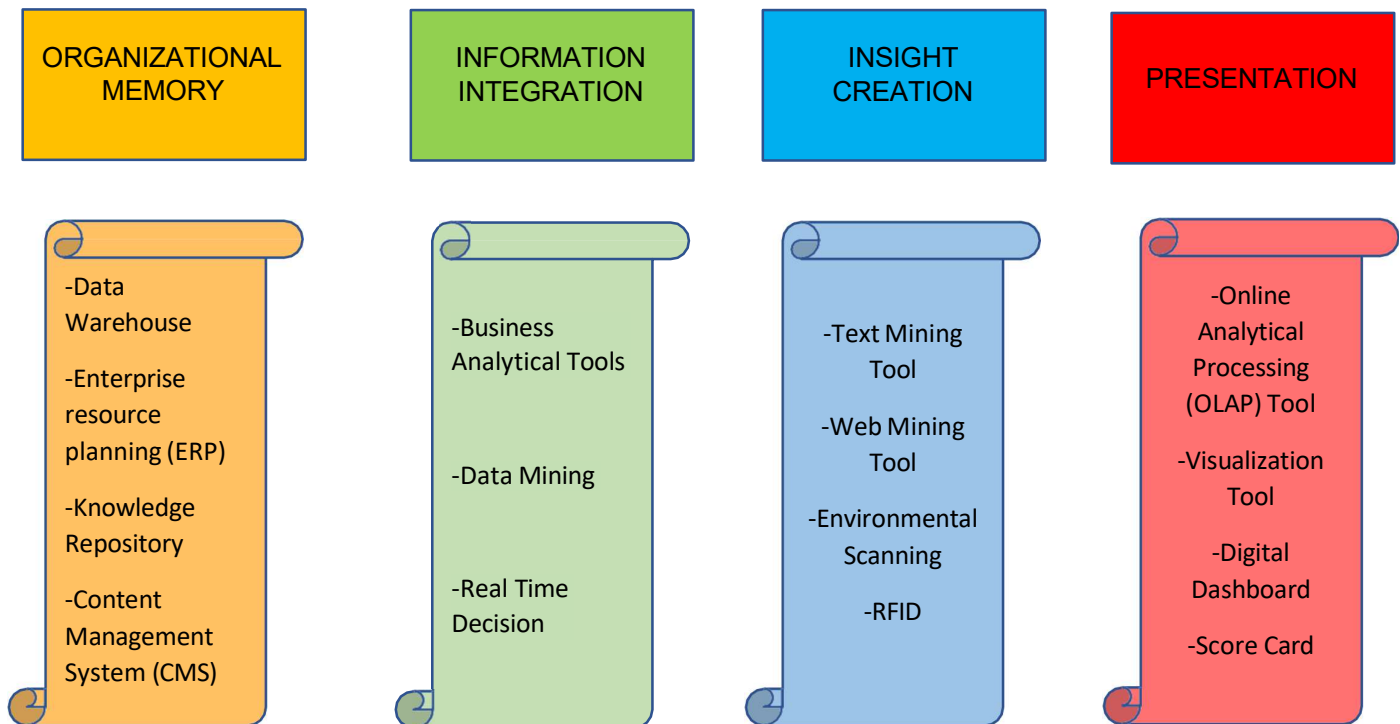 ORGANIZATIONAL
MEMORY
INFORMATION
INTEGRATION
INSIGHT
CREATION
PRESENTATION
-Data
Warehouse
-Enterprise
resource
planning (ERP)
-Knowledge
Repository
-Content
Management
System (CMS)
-Business
Analytical Tools
-Data Mining
-Real Time
Decision
-Text Mining
Tool
-Web Mining
Tool
-Environmental
Scanning
-RFID
-Online
Analytical
Processing
(OLAP) Tool
-Visualization
Tool
-Digital
Dashboard
-Score Card